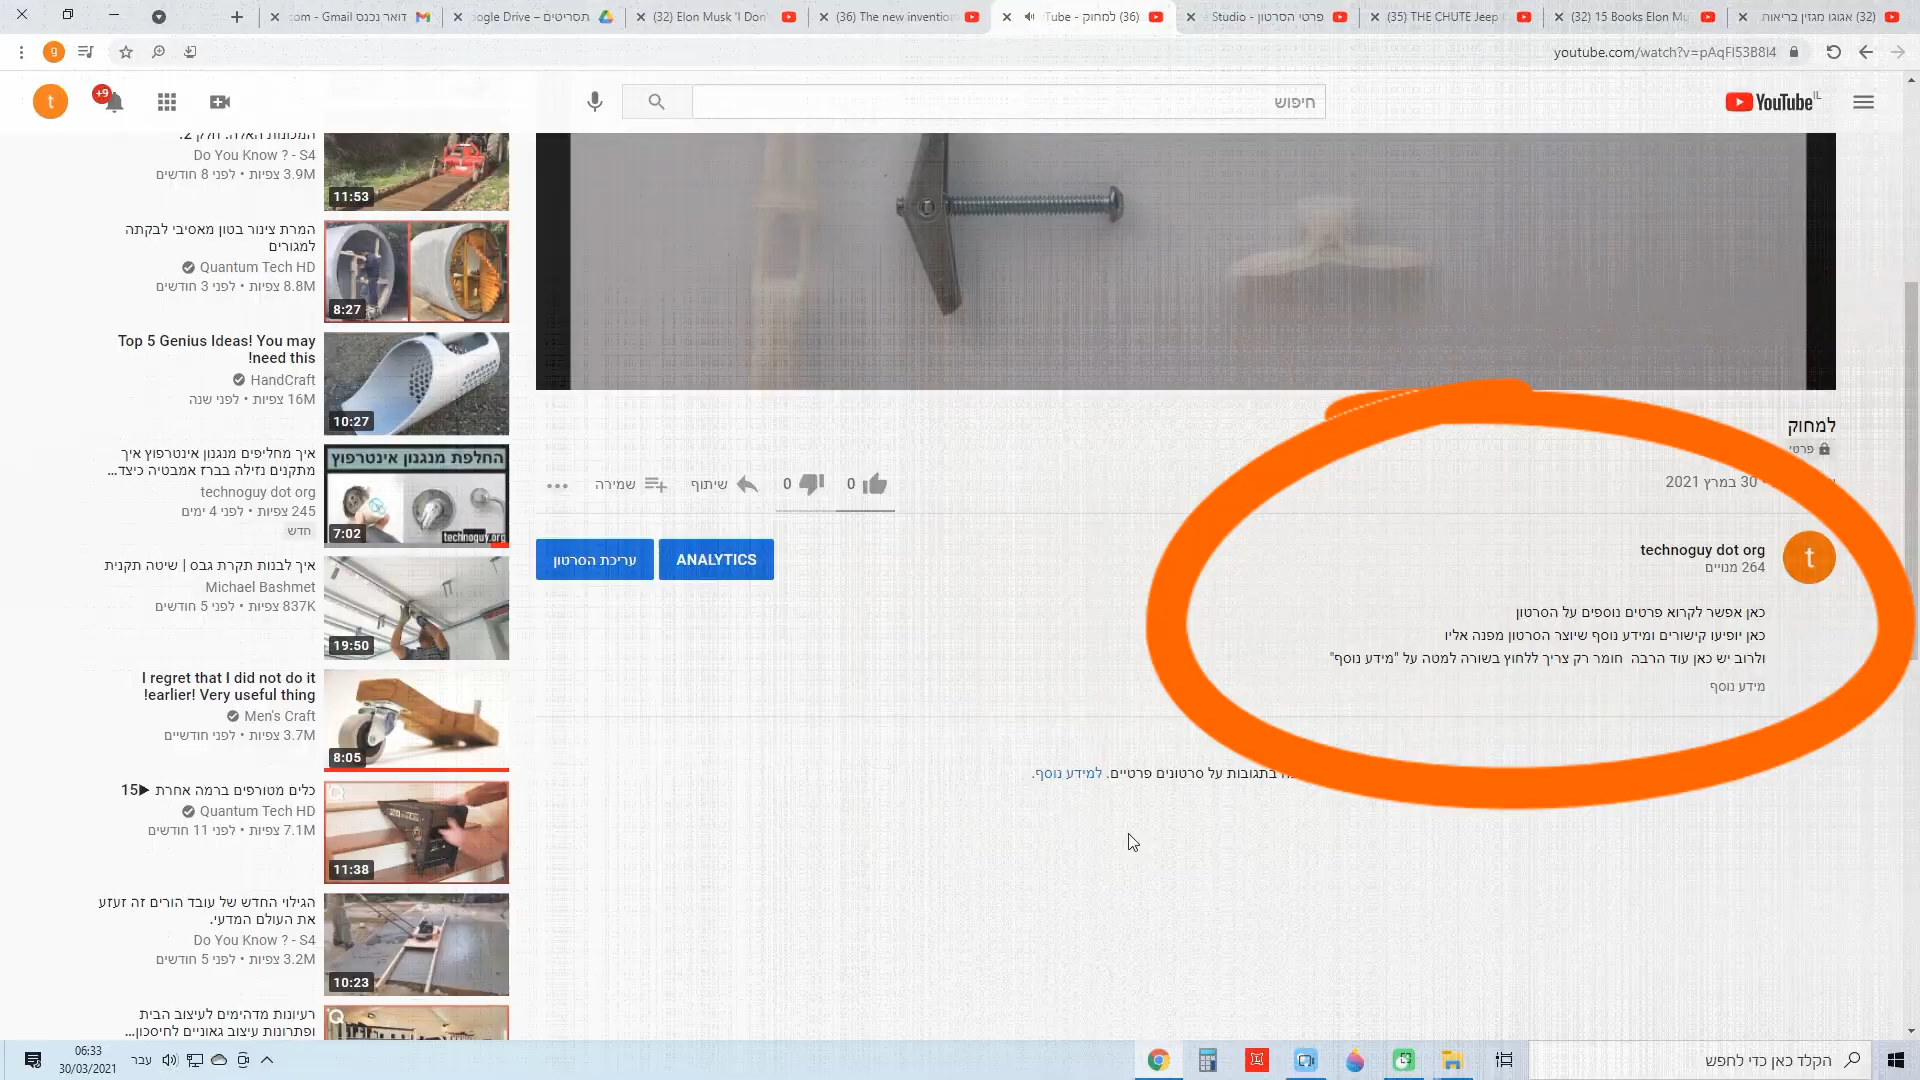 דואר נכנס Gmail - com
תסריטים – oogle Drive
(32) Elon Musk 'I Don'
(36) The new invention
(36) למחוק - Tube
פרטי הסרטון - Studio
(35) THE CHUTE Jeep
(32) 15 Books Elon Mu
(32) אגוגו מגזין בריאות
youtube.com/watch?v=pAqFI53B8I4
g
t
+9
חיפוש
YouTube IL
המכונות האלה. חלק 2.
Do You Know ? - S4
3.9M צפיות • לפני 8 חודשים
11:53
המרת צינור בטון מאסיבי לבקתה
למגורים
Quantum Tech HD
8.8M צפיות • לפני 3 חודשים
8:27
Top 5 Genius Ideas! You may
need this!
HandCraft
16M צפיות • לפני שנה
10:27
איך מחליפים מנגנון אינטרפוץ איך
מתקנים נזילה בברז אמבטיה כיצד...
technoguy dot org
245 צפיות • לפני 4 ימים
חדש
החלפת מנגנון אינטרפוץ
technoguy.org
7:02
איך לבנות תקרת גבס | שיטה תקנית
Michael Bashmet
837K צפיות • לפני 5 חודשים
19:50
I regret that I did not do it
earlier! Very useful thing!
Men's Craft
3.7M צפיות • לפני חודשיים
8:05
כלים מטורפים ברמה אחרת ▶15
Quantum Tech HD
7.1M צפיות • לפני 11 חודשים
11:38
הגילוי החדש של עובד הורים זה זעזע
את העולם המדעי.
Do You Know ? - S4
3.2M צפיות • לפני 5 חודשים
10:23
רעיונות מדהימים לעיצוב הבית
ופתרונות עיצוב גאוניים לחיסכון...
למחוק
פרטי
30 במרץ 2021
0
0
שיתוף
שמירה
ANALYTICS
עריכת הסרטון
technoguy dot org
264 מנויים
t
כאן אפשר לקרוא פרטים נוספים על הסרטון
כאן יופיעו קישורים ומידע נוסף שיוצר הסרטון מפנה אליו
ולרוב יש כאן עוד הרבה חומר רק צריך ללחוץ בשורה למטה על "מידע נוסף"
מידע נוסף
בתגובות על סרטונים פרטיים. למידע נוסף.
הקלד כאן כדי לחפש
עבר
06:33
30/03/2021